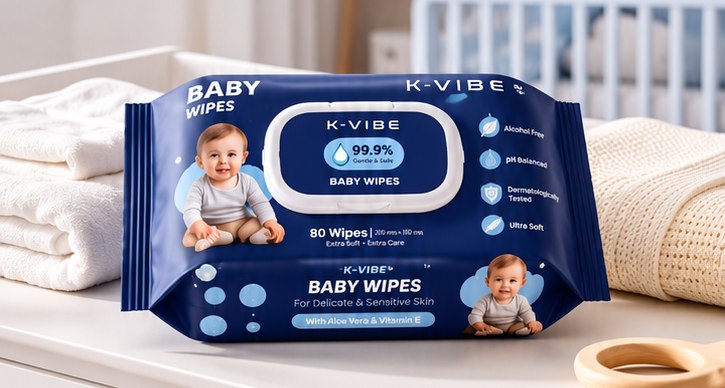 BABY
WIPES
K-VIBE
K-VIBE
99.9%
BABY WIPES
Alcohol Free
pH Balanced
Dermatologically
Tested
Ultra Soft
80 Wipes
Extra Soft • Extra Care
K-VIBE
BABY WIPES
For Delicate & Sensitive Skin
With Aloe Vera & Vitamin E